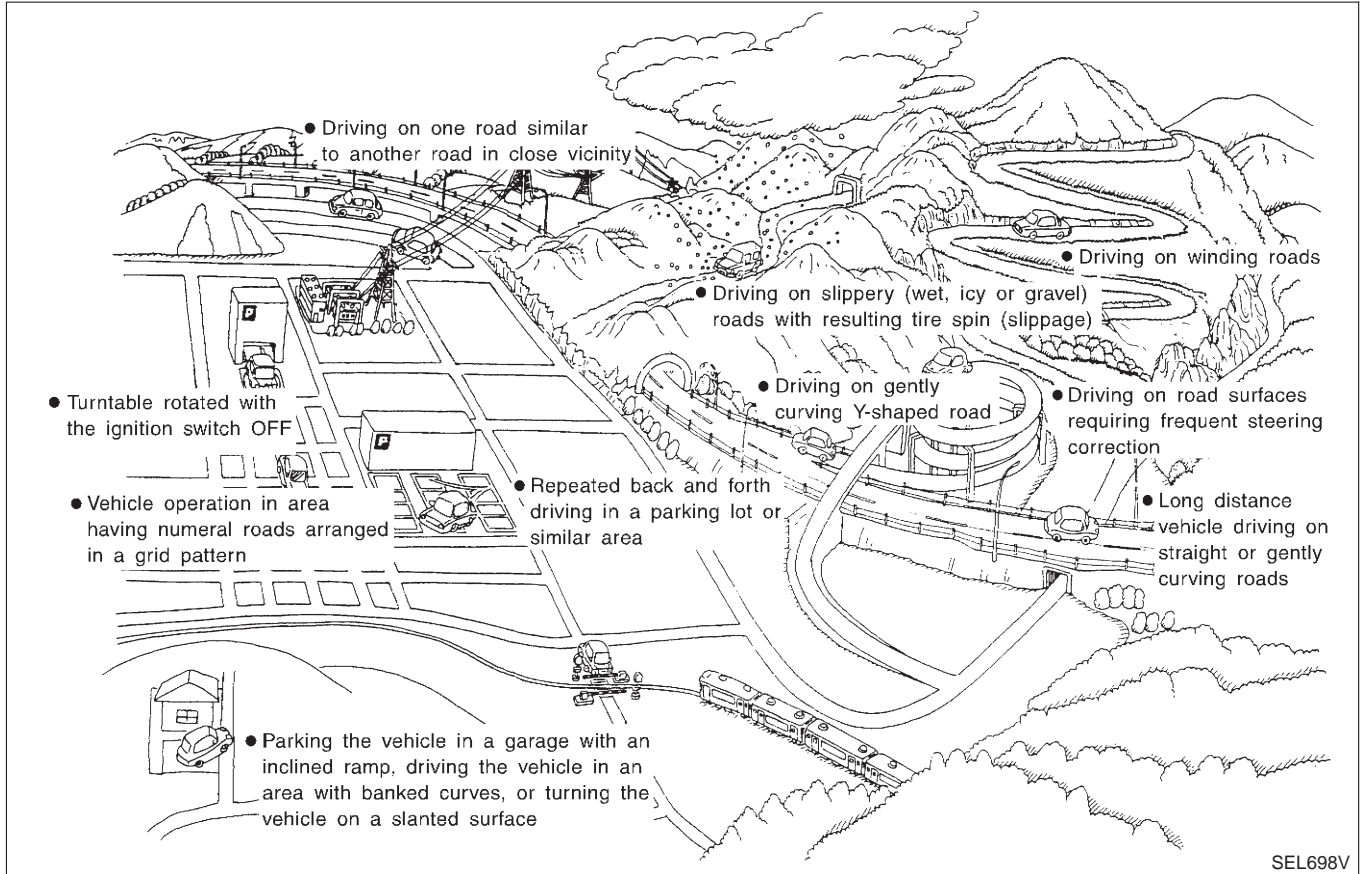 ● Driving on one road similar
to another road in close vicinity
● Driving on winding roads
● Driving on slippery (wet, icy or gravel)
roads with resulting tire spin (slippage)
● Driving on gently
curving Y-shaped road
● Driving on road surfaces
requiring frequent steering
correction
● Turntable rotated with
the ignition switch OFF
P
P
● Vehicle operation in area
having numeral roads arranged
in a grid pattern
● Repeated back and forth
driving in a parking lot or
similar area
● Long distance
vehicle driving on
straight or gently
curving roads
● Parking the vehicle in a garage with an
inclined ramp, driving the vehicle in an
area with banked curves, or turning the
vehicle on a slanted surface
SEL698V